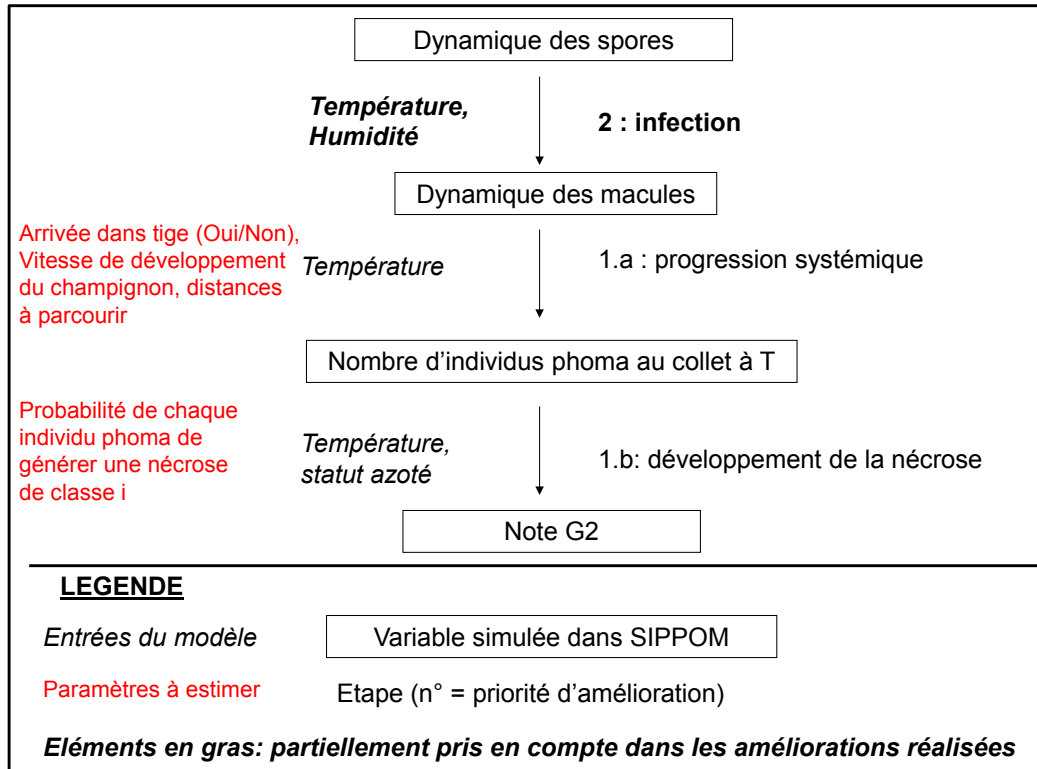 Dynamique des spores
Température,
Humidité
2 : infection
Dynamique des macules
Arrivée dans tige (Oui/Non),
Vitesse de développement
du champignon, distances
à parcourir
Température
1.a : progression systémique
Nombre d’individus phoma au collet à T
Probabilité de chaque
individu phoma de
générer une nécrose
de classe i
Température,
statut azoté
1.b: développement de la nécrose
Note G2
LEGENDE
Entrées du modèle
Variable simulée dans SIPPOM
Paramètres à estimer
Etape (n° = priorité d’amélioration)
Eléments en gras: partiellement pris en compte dans les améliorations réalisées